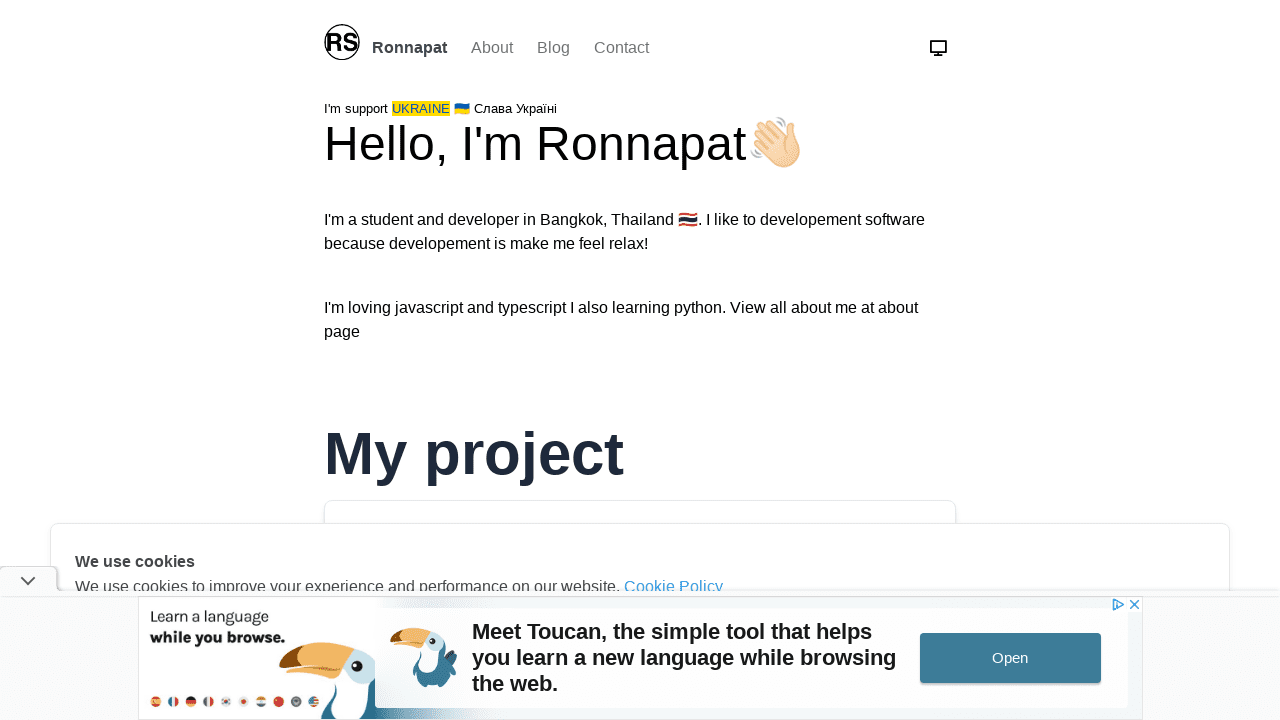 RS
Ronnapat About Blog Contact
I'm support UKRAINE 🇺🇦 Слава Україні
Hello, I'm Ronnapat👋🏻
I'm a student and developer in Bangkok, Thailand 🇹🇭. I like to developement software
because developement is make me feel relax!
I'm loving javascript and typescript I also learning python. View all about me at about
page
My project
We use cookies
We use cookies to improve your experience and performance on our website. Cookie Policy
Learn a language
while you browse.
Meet Toucan, the simple tool that helps
you learn a new language while browsing
the web.
Open